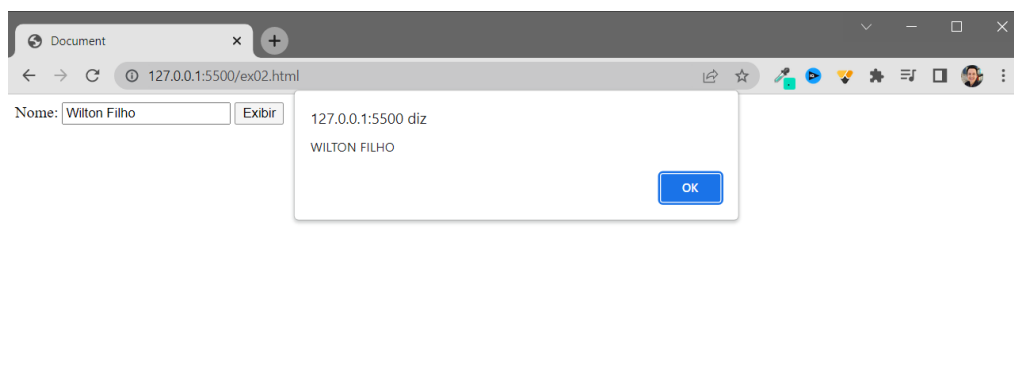 Document
127.0.0.1:5500/ex02.html
Nome: Wilton Filho Exibir
127.0.0.1:5500 diz
WILTON FILHO
OK